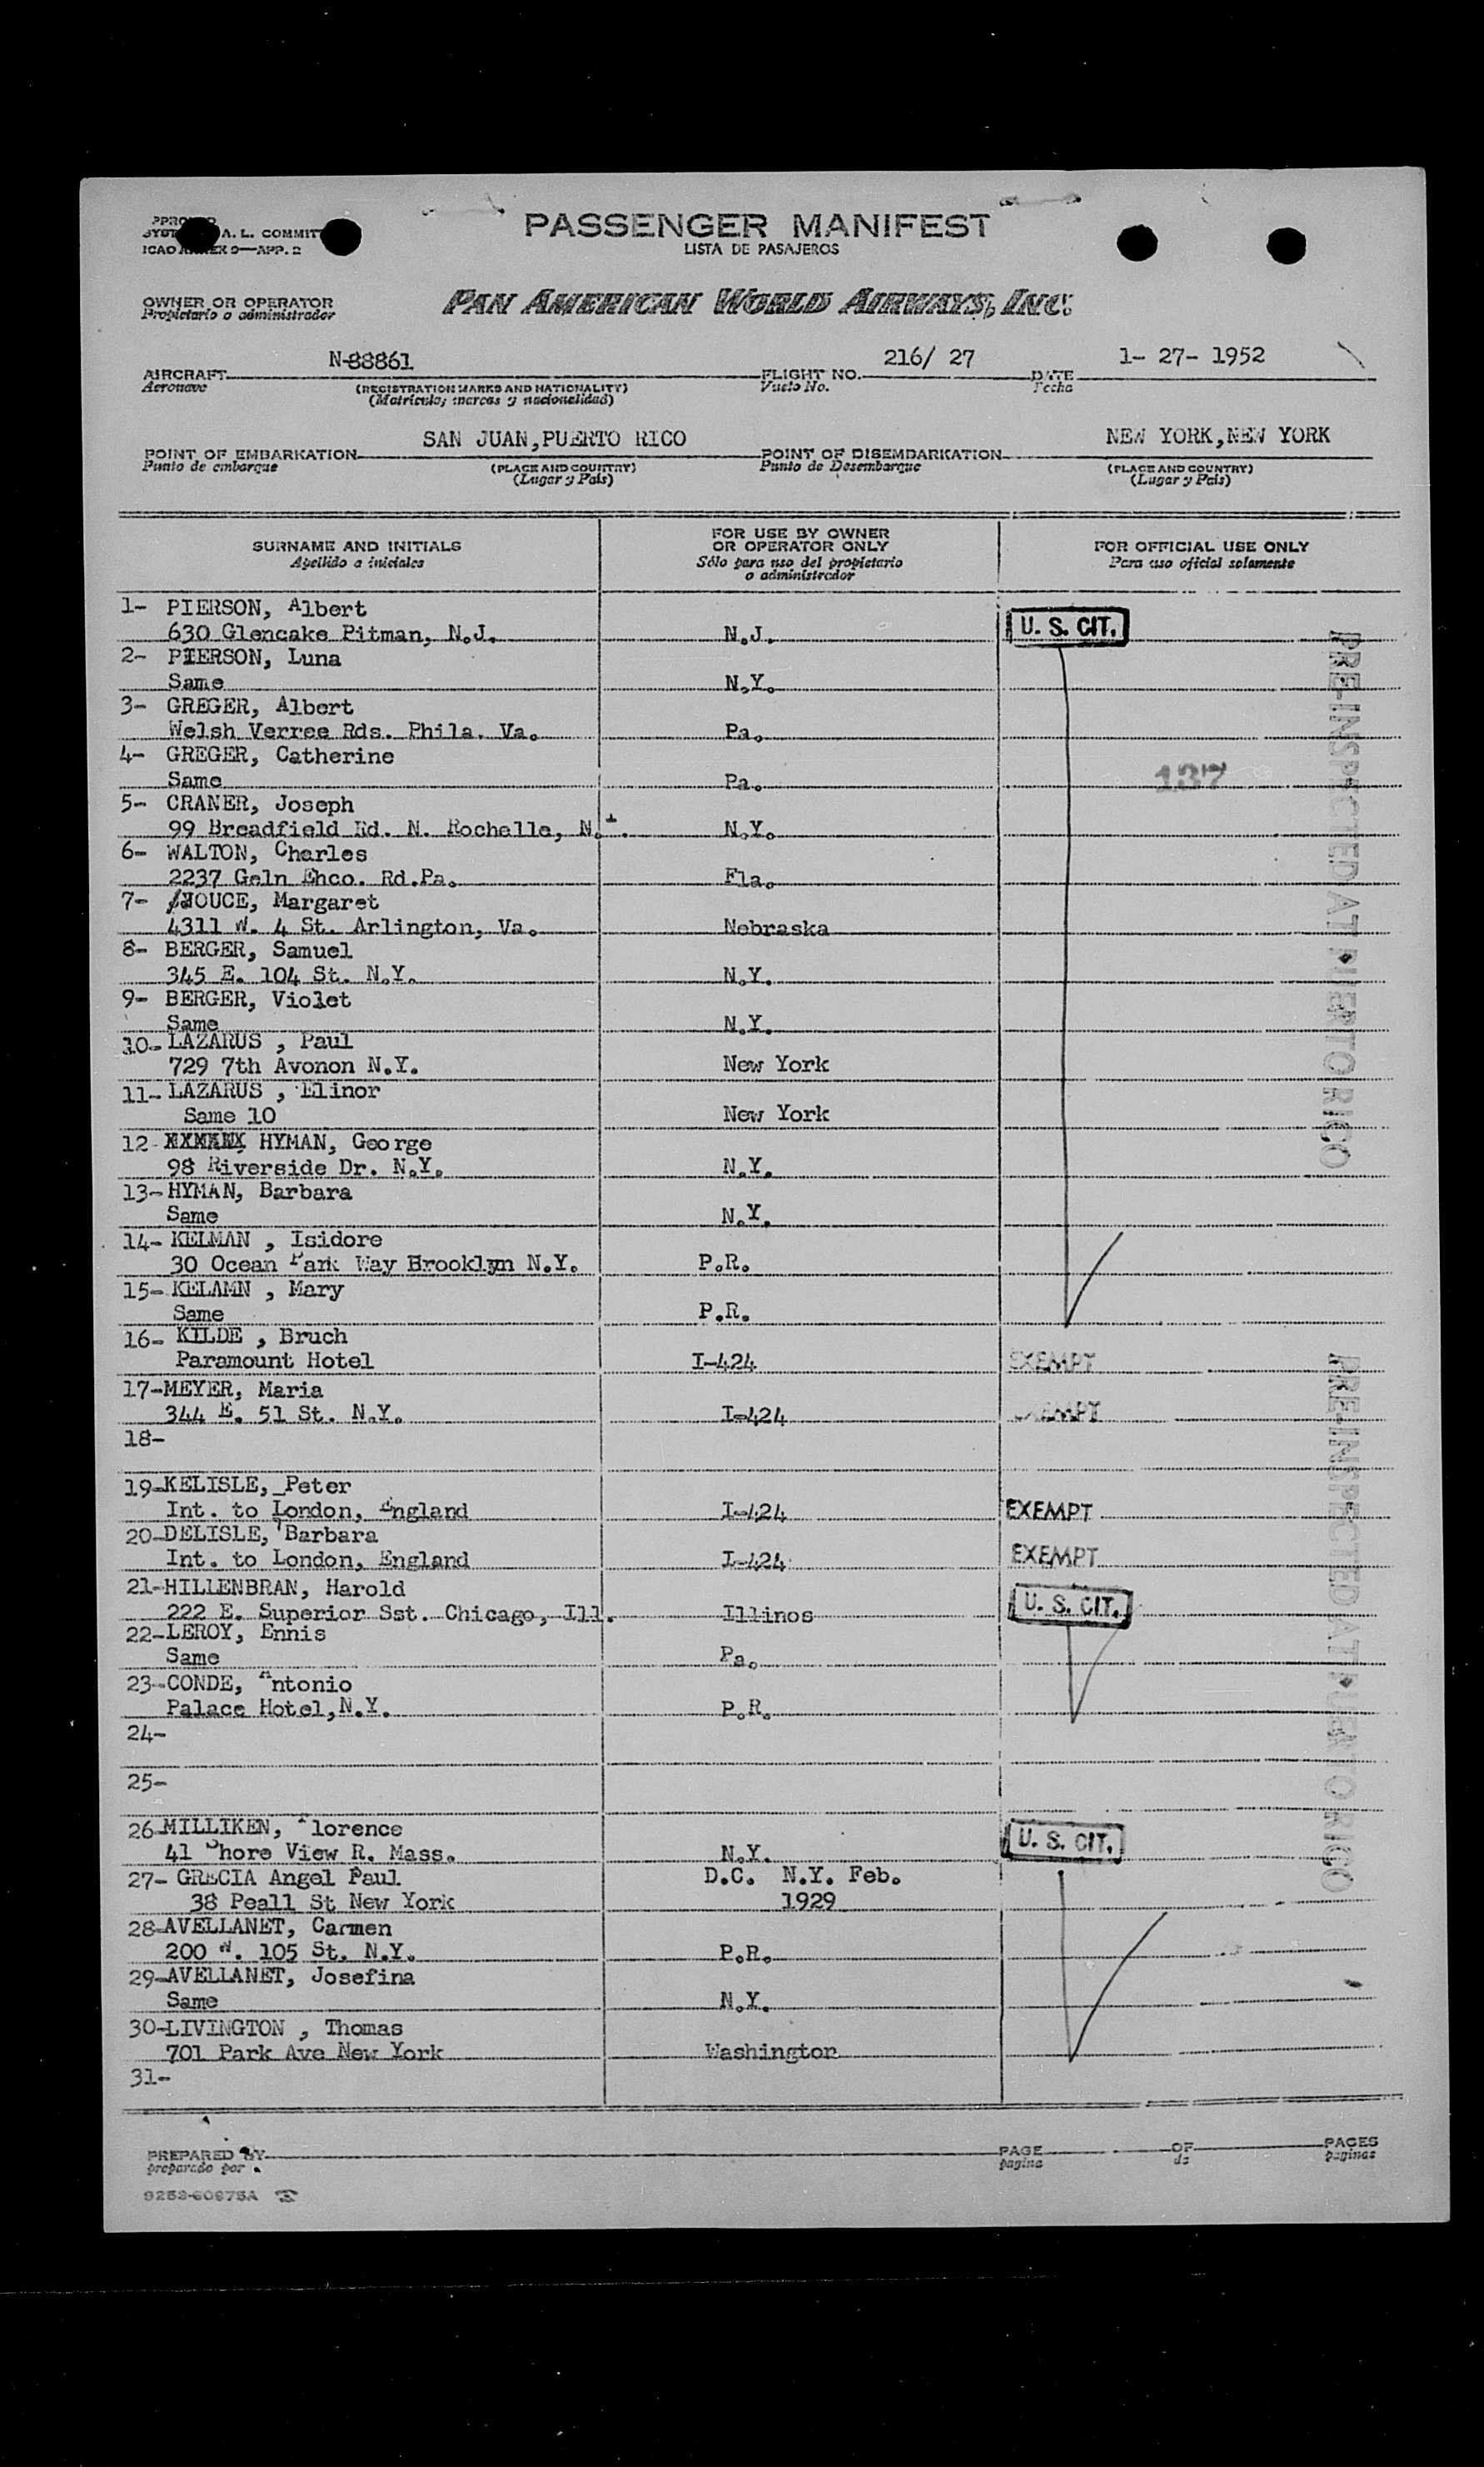 PASSENGER MANIFEST
LISTA DE PASAJEROS
A. L. COMMIT
ICAO ANNEX 9—APP. 2
OWNER OR OPERATOR
Propietario o administrador
PAN AMERICAN WORLD AIRWAYS, INC.
AIRCRAFT N-88861 FLIGHT NO. 216/ 27 DATE 1- 27- 1952
Aeronave (REGISTRATION MARKS AND NATIONALITY) Vuelo No. Fecha
(Matricula, marcas y nacionalidad)
POINT OF EMBARKATION SAN JUAN,PUERTO RICO POINT OF DISEMBARKATION NEW YORK,NEW YORK
Punto de embarque (PLACE AND COUNTRY) Punto de Desembarque (PLACE AND COUNTRY)
(Lugar y País) (Lugar y País)
SURNAME AND INITIALS FOR USE BY OWNER OR OPERATOR ONLY FOR OFFICIAL USE ONLY
Apellido a iniciales Sólo para uso del propietario o administrador Para uso oficial solamente
1- PIERSON, Albert
630 Glencake Pitman, N.J. N.J. U. S. CIT.
2- PIERSON, Luna
Same N.Y.
3- GREGER, Albert
Welsh Verree Rds. Phila. Va. Pa.
4- GREGER, Catherine
Same Pa. 137
5- CRANER, Joseph
99 Broadfield Rd. N. Rochelle, N. N.Y.
6- WALTON, Charles
2237 Geln Ehco. Rd.Pa. Fla.
7- JOUCE, Margaret
4311 W. 4 St. Arlington, Va. Nebraska
8- BERGER, Samuel
345 E. 104 St. N.Y. N.Y.
9- BERGER, Violet
Same N.Y.
10- LAZARUS , Paul
729 7th Avonon N.Y. New York
11- LAZARUS , Elinor
Same 10 New York
12- HYMAN, George
98 Riverside Dr. N.Y. N.Y.
13- HYMAN, Barbara
Same N.Y.
14- KELMAN , Isidore
30 Ocean Park Way Brooklyn N.Y. P.R.
15- KELAMN , Mary
Same P.R.
16- KILDE , Bruch
Paramount Hotel I-424 EXEMPT
17-MEYER, Maria
344 E. 51 St. N.Y. I-424 EXEMPT
18-
19-KELISLE, Peter
Int. to London, England I-424 EXEMPT
20-DELISLE, Barbara
Int. to London, England I-424 EXEMPT
21-HILLENBRAN, Harold
222 E. Superior Sst. Chicago, Ill. Illinos U. S. CIT.
22-LEROY, Ennis
Same Pa.
23-CONDE, Antonio
Palace Hotel,N.Y. P.R.
24-
25-
26-MILLIKEN, Florence
41 Shore View R. Mass. N.Y. U. S. CIT.
27- GRECIA Angel Paul D.C. N.Y. Feb.
38 Peall St New York 1929
28-AVELLANET, Carmen
200 W. 105 St. N.Y. P.R.
29-AVELLANET, Josefina
Same N.Y.
30-LIVINGTON , Thomas
701 Park Ave New York Washington
31-
PRE-INSPECTED AT PUERTO RICO
PRE-INSPECTED AT PUERTO RICO
PREPARED BY PAGE OF PAGES
preparado por pagina de paginas